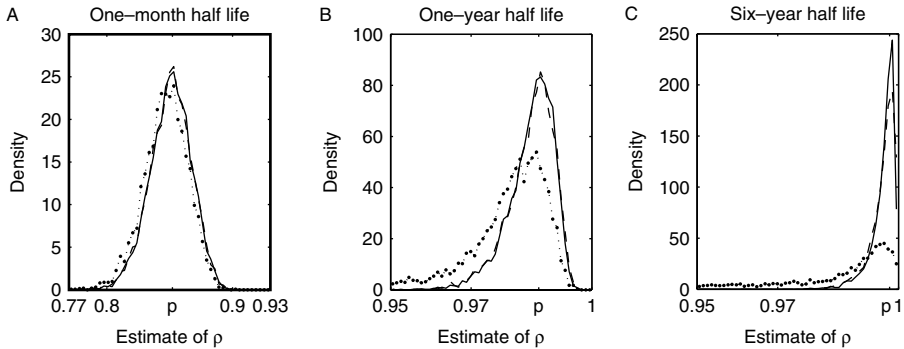 A One–month half life
30
25
20
15
10
5
0
Density
0.77 0.8 p 0.9 0.93
Estimate of ρ
B One–year half life
100
80
60
40
20
0
Density
0.95 0.97 p 1
Estimate of ρ
C Six–year half life
250
200
150
100
50
0
Density
0.95 0.97 p 1
Estimate of ρ